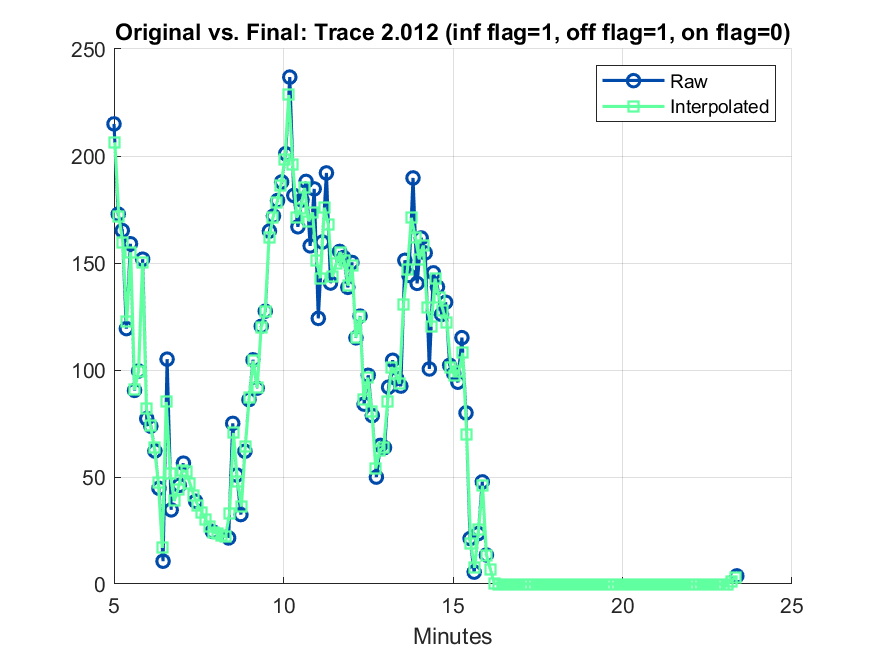 Original vs. Final: Trace 2.012 (inf flag=1, off flag=1, on flag=0)
250
200
150
100
50
0
Raw
Interpolated
5
10
15
20
25
Minutes